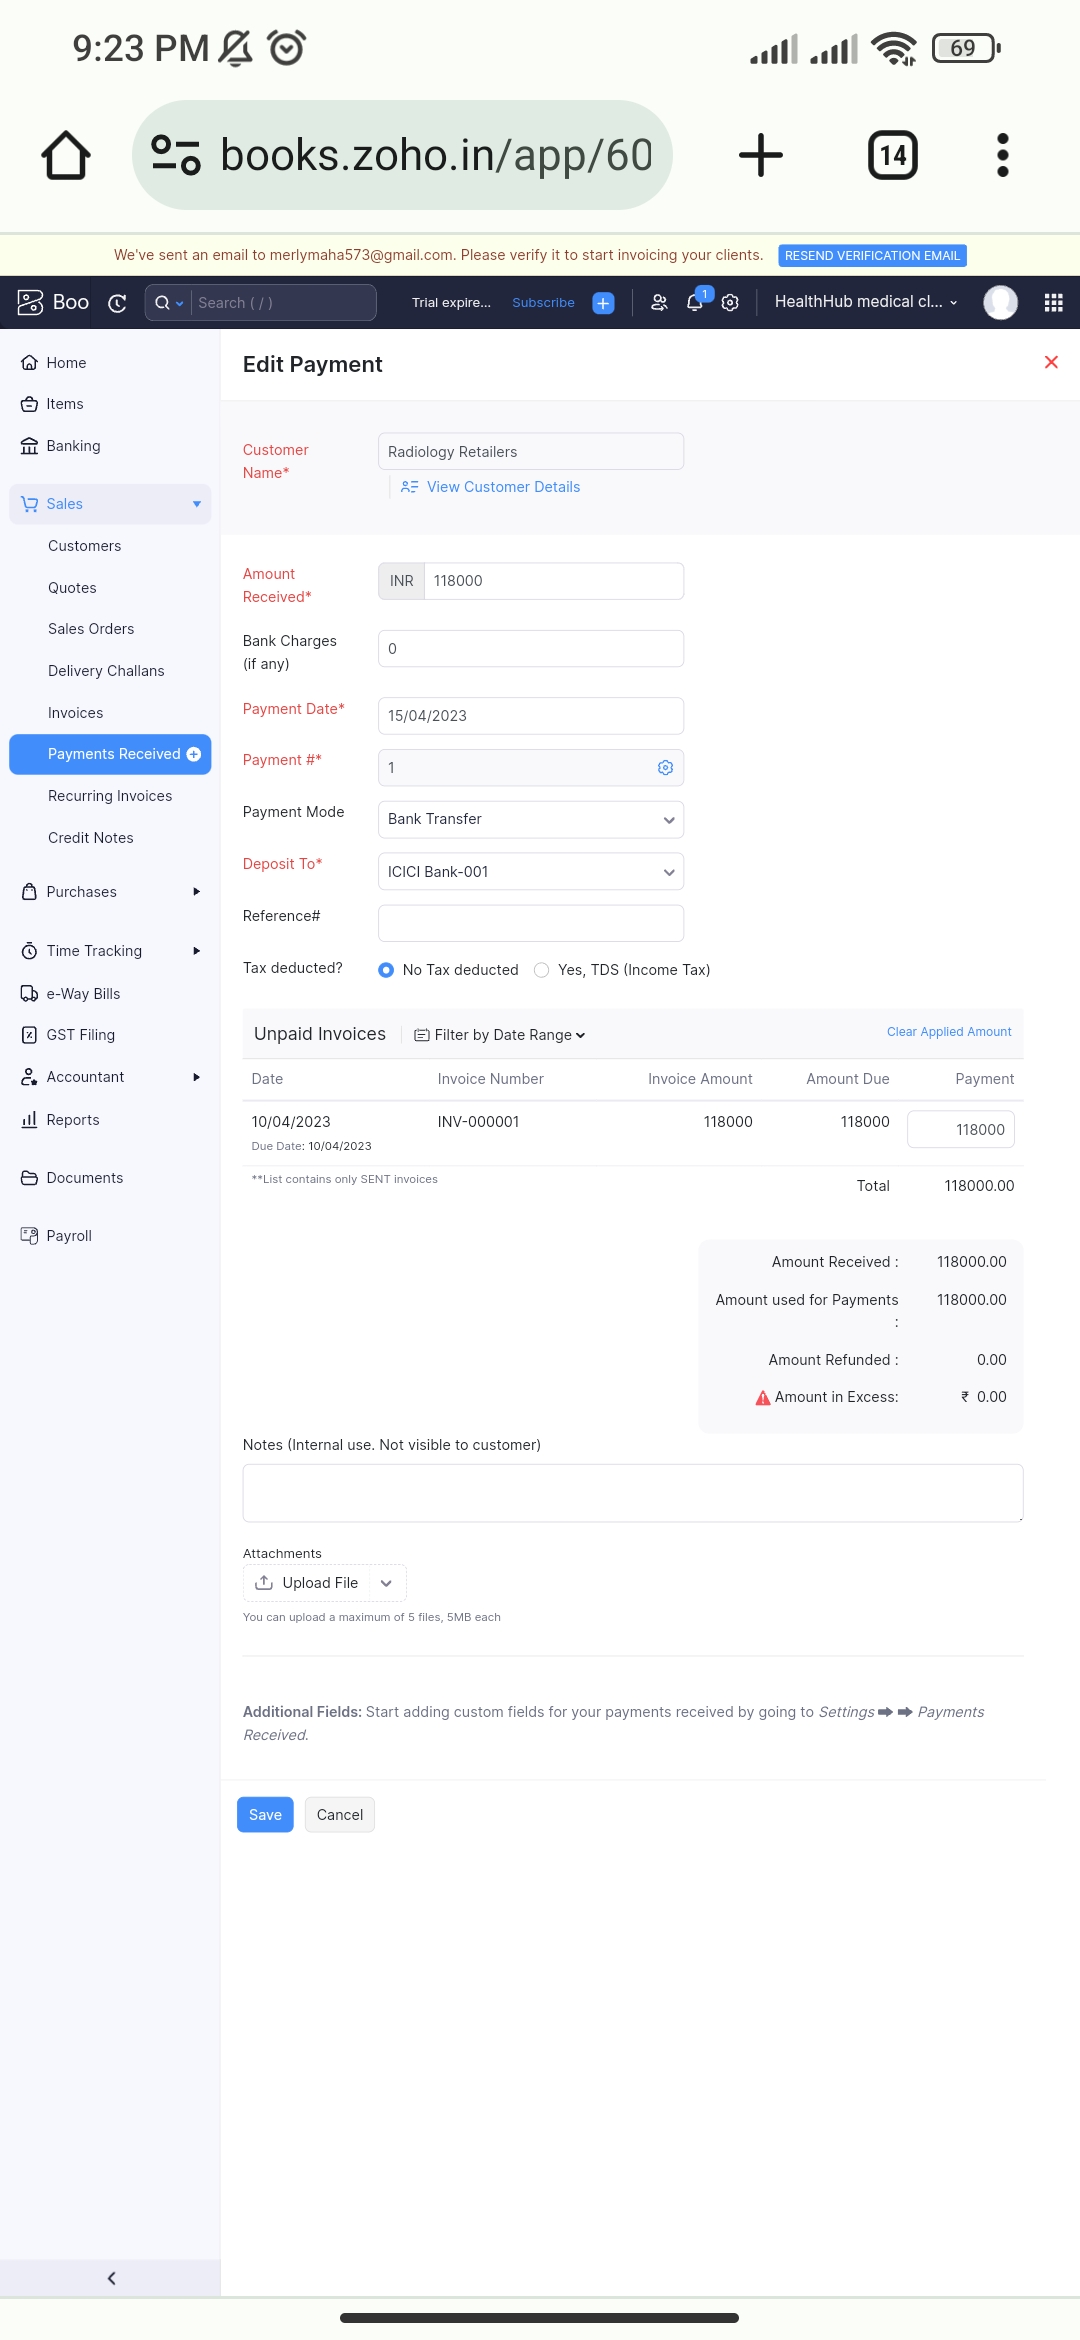 9:23 PM
69
books.zoho.in/app/60
14
We've sent an email to merlymaha573@gmail.com. Please verify it to start invoicing your clients. RESEND VERIFICATION EMAIL
Boo
Search ( / )
Trial expire...
Subscribe
1
HealthHub medical cl...
Home
Items
Banking
Sales
Customers
Quotes
Sales Orders
Delivery Challans
Invoices
Payments Received
Recurring Invoices
Credit Notes
Purchases
Time Tracking
e-Way Bills
GST Filing
Accountant
Reports
Documents
Payroll
Edit Payment
Customer
Name*
Radiology Retailers
View Customer Details
Amount
Received*
INR 118000
Bank Charges
(if any)
0
Payment Date*
15/04/2023
Payment #*
1
Payment Mode
Bank Transfer
Deposit To*
ICICI Bank-001
Reference#
Tax deducted?
No Tax deducted
Yes, TDS (Income Tax)
Unpaid Invoices
Filter by Date Range
Clear Applied Amount
Date Invoice Number Invoice Amount Amount Due Payment
10/04/2023 INV-000001 118000 118000 118000
Due Date: 10/04/2023
**List contains only SENT invoices
Total 118000.00
Amount Received : 118000.00
Amount used for Payments 118000.00
:
Amount Refunded : 0.00
Amount in Excess: ₹ 0.00
Notes (Internal use. Not visible to customer)
Attachments
Upload File
You can upload a maximum of 5 files, 5MB each
Additional Fields: Start adding custom fields for your payments received by going to Settings ➡ ➡ Payments
Received.
Save
Cancel